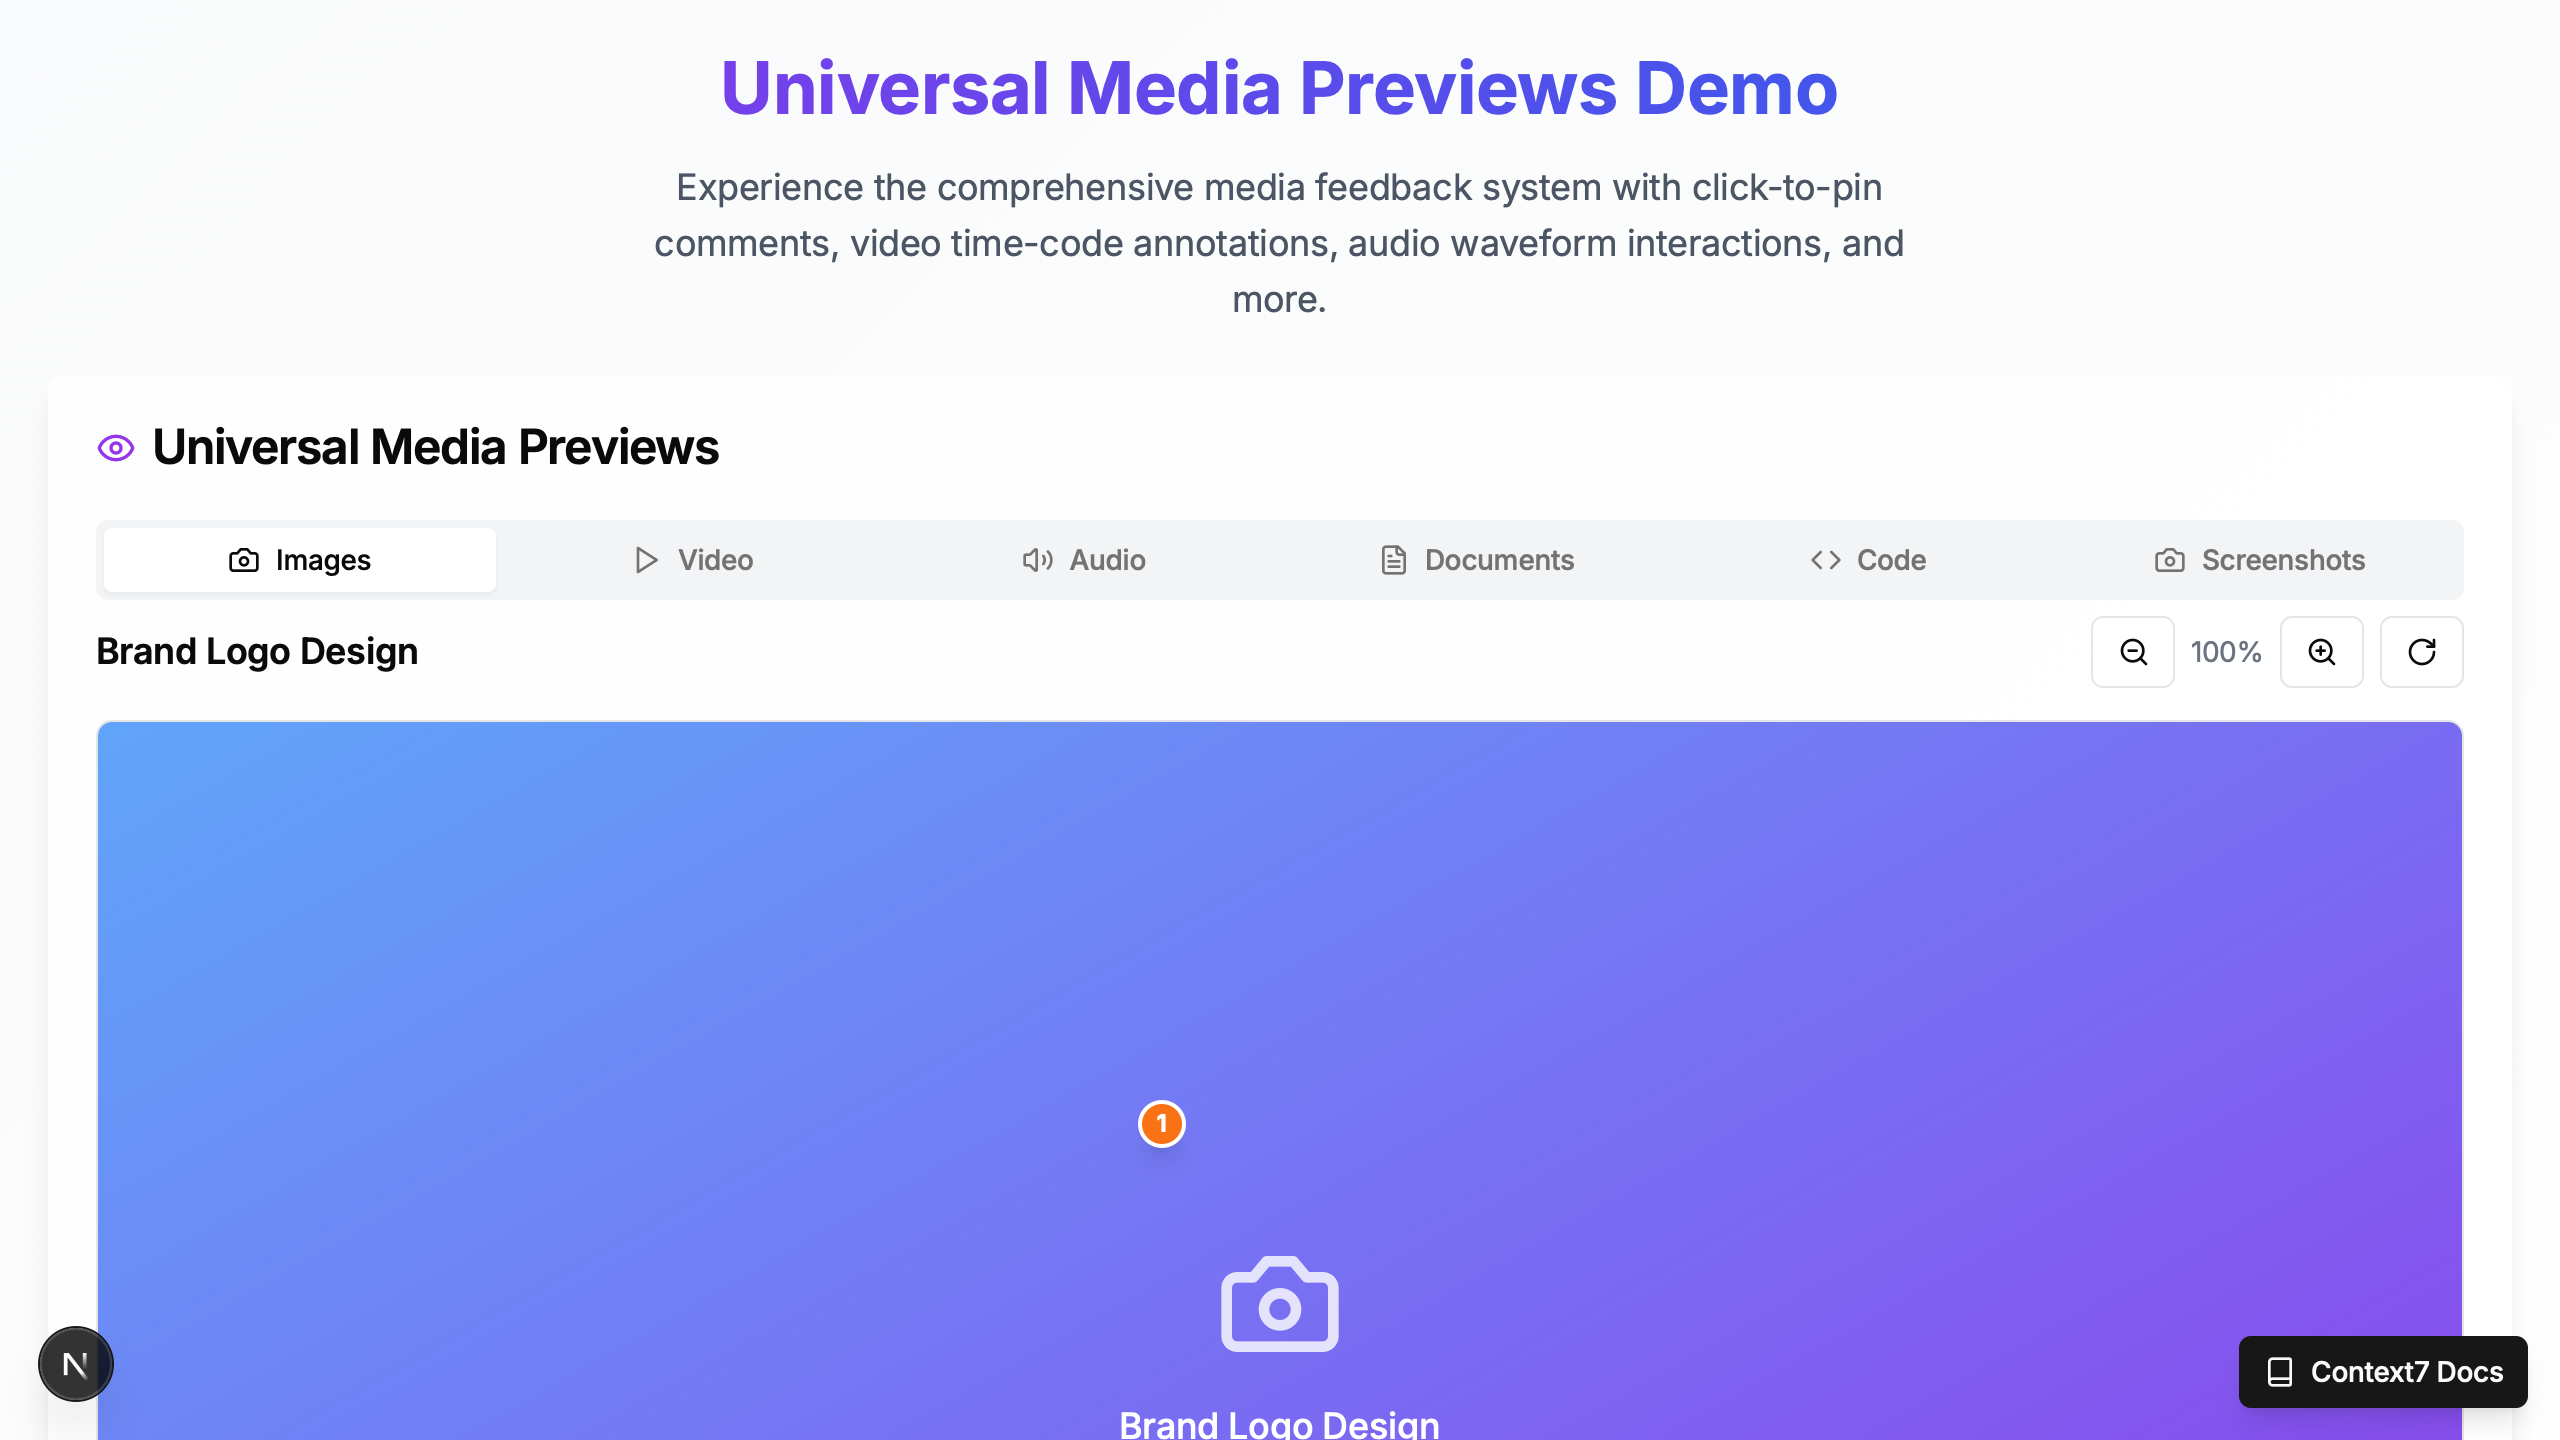 Universal Media Previews Demo
Experience the comprehensive media feedback system with click-to-pin
comments, video time-code annotations, audio waveform interactions, and
more.
Universal Media Previews
Images
Video
Audio
Documents
Code
Screenshots
Brand Logo Design
100%
1
Brand Logo Design
N
Context7 Docs